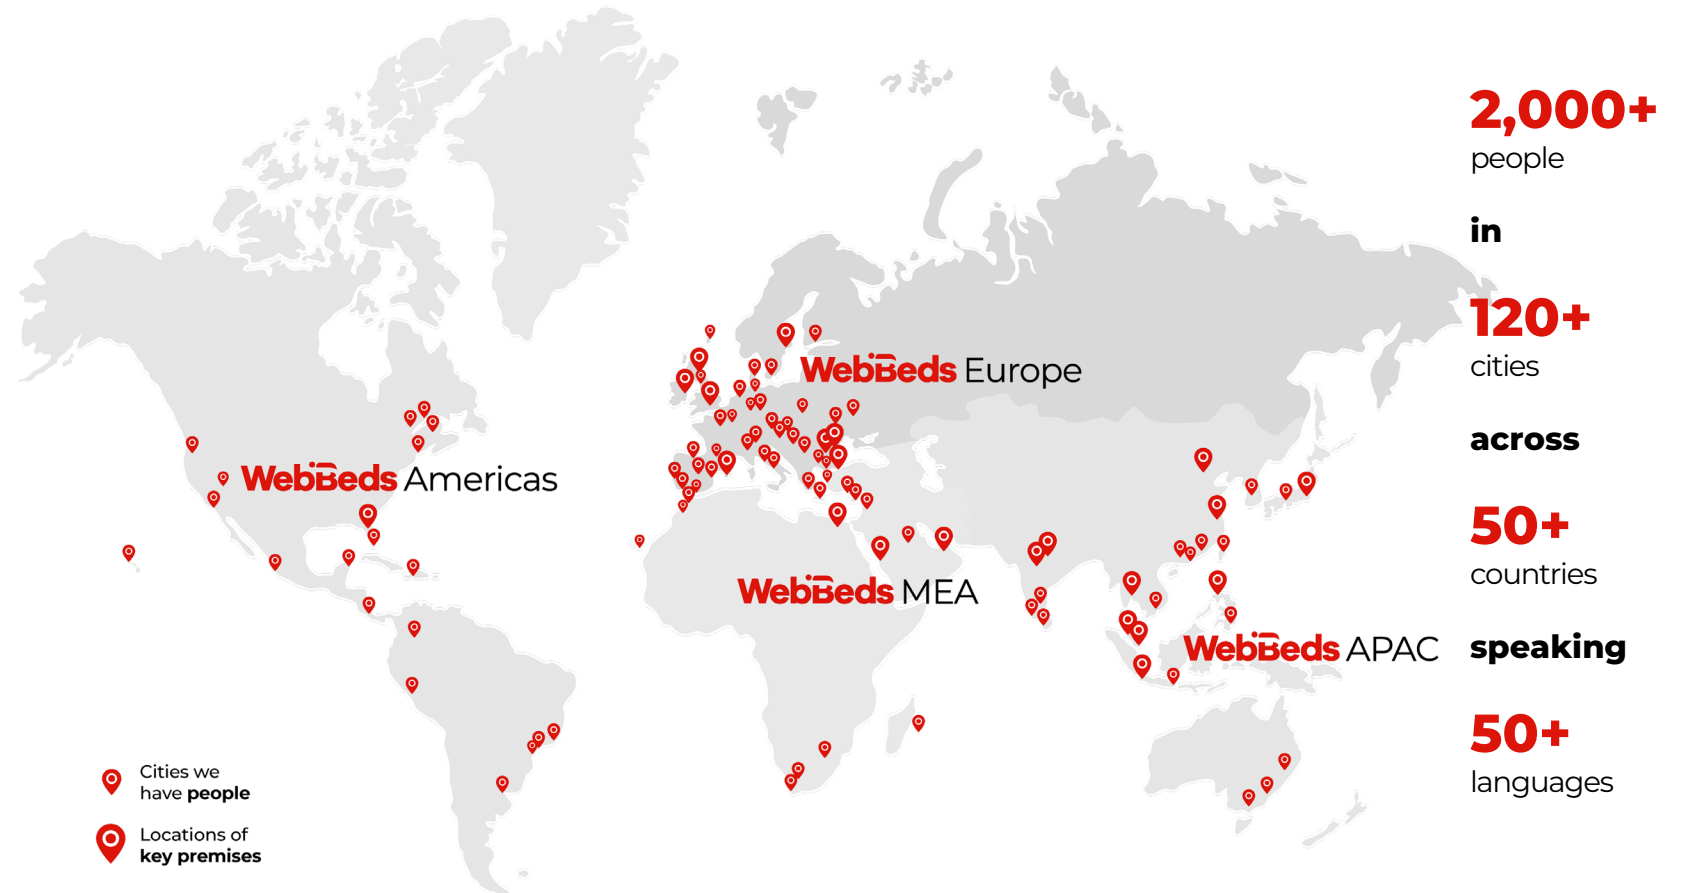 2,000+
people
in
120+
cities
across
50+
countries
speaking
50+
languages
WebBeds Europe
WebBeds Americas
WebBeds MEA
WebBeds APAC
Cities we
have people
Locations of
key premises